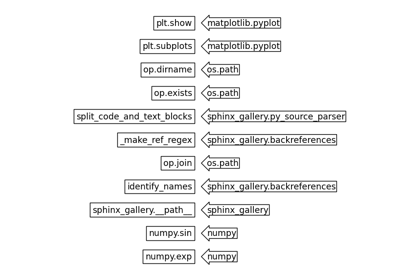 plt.show matplotlib.pyplot
plt.subplots matplotlib.pyplot
op.dirname os.path
op.exists os.path
split_code_and_text_blocks sphinx_gallery.py_source_parser
_make_ref_regex sphinx_gallery.backreferences
op.join os.path
identify_names sphinx_gallery.backreferences
sphinx_gallery.__path__ sphinx_gallery
numpy.sin numpy
numpy.exp numpy